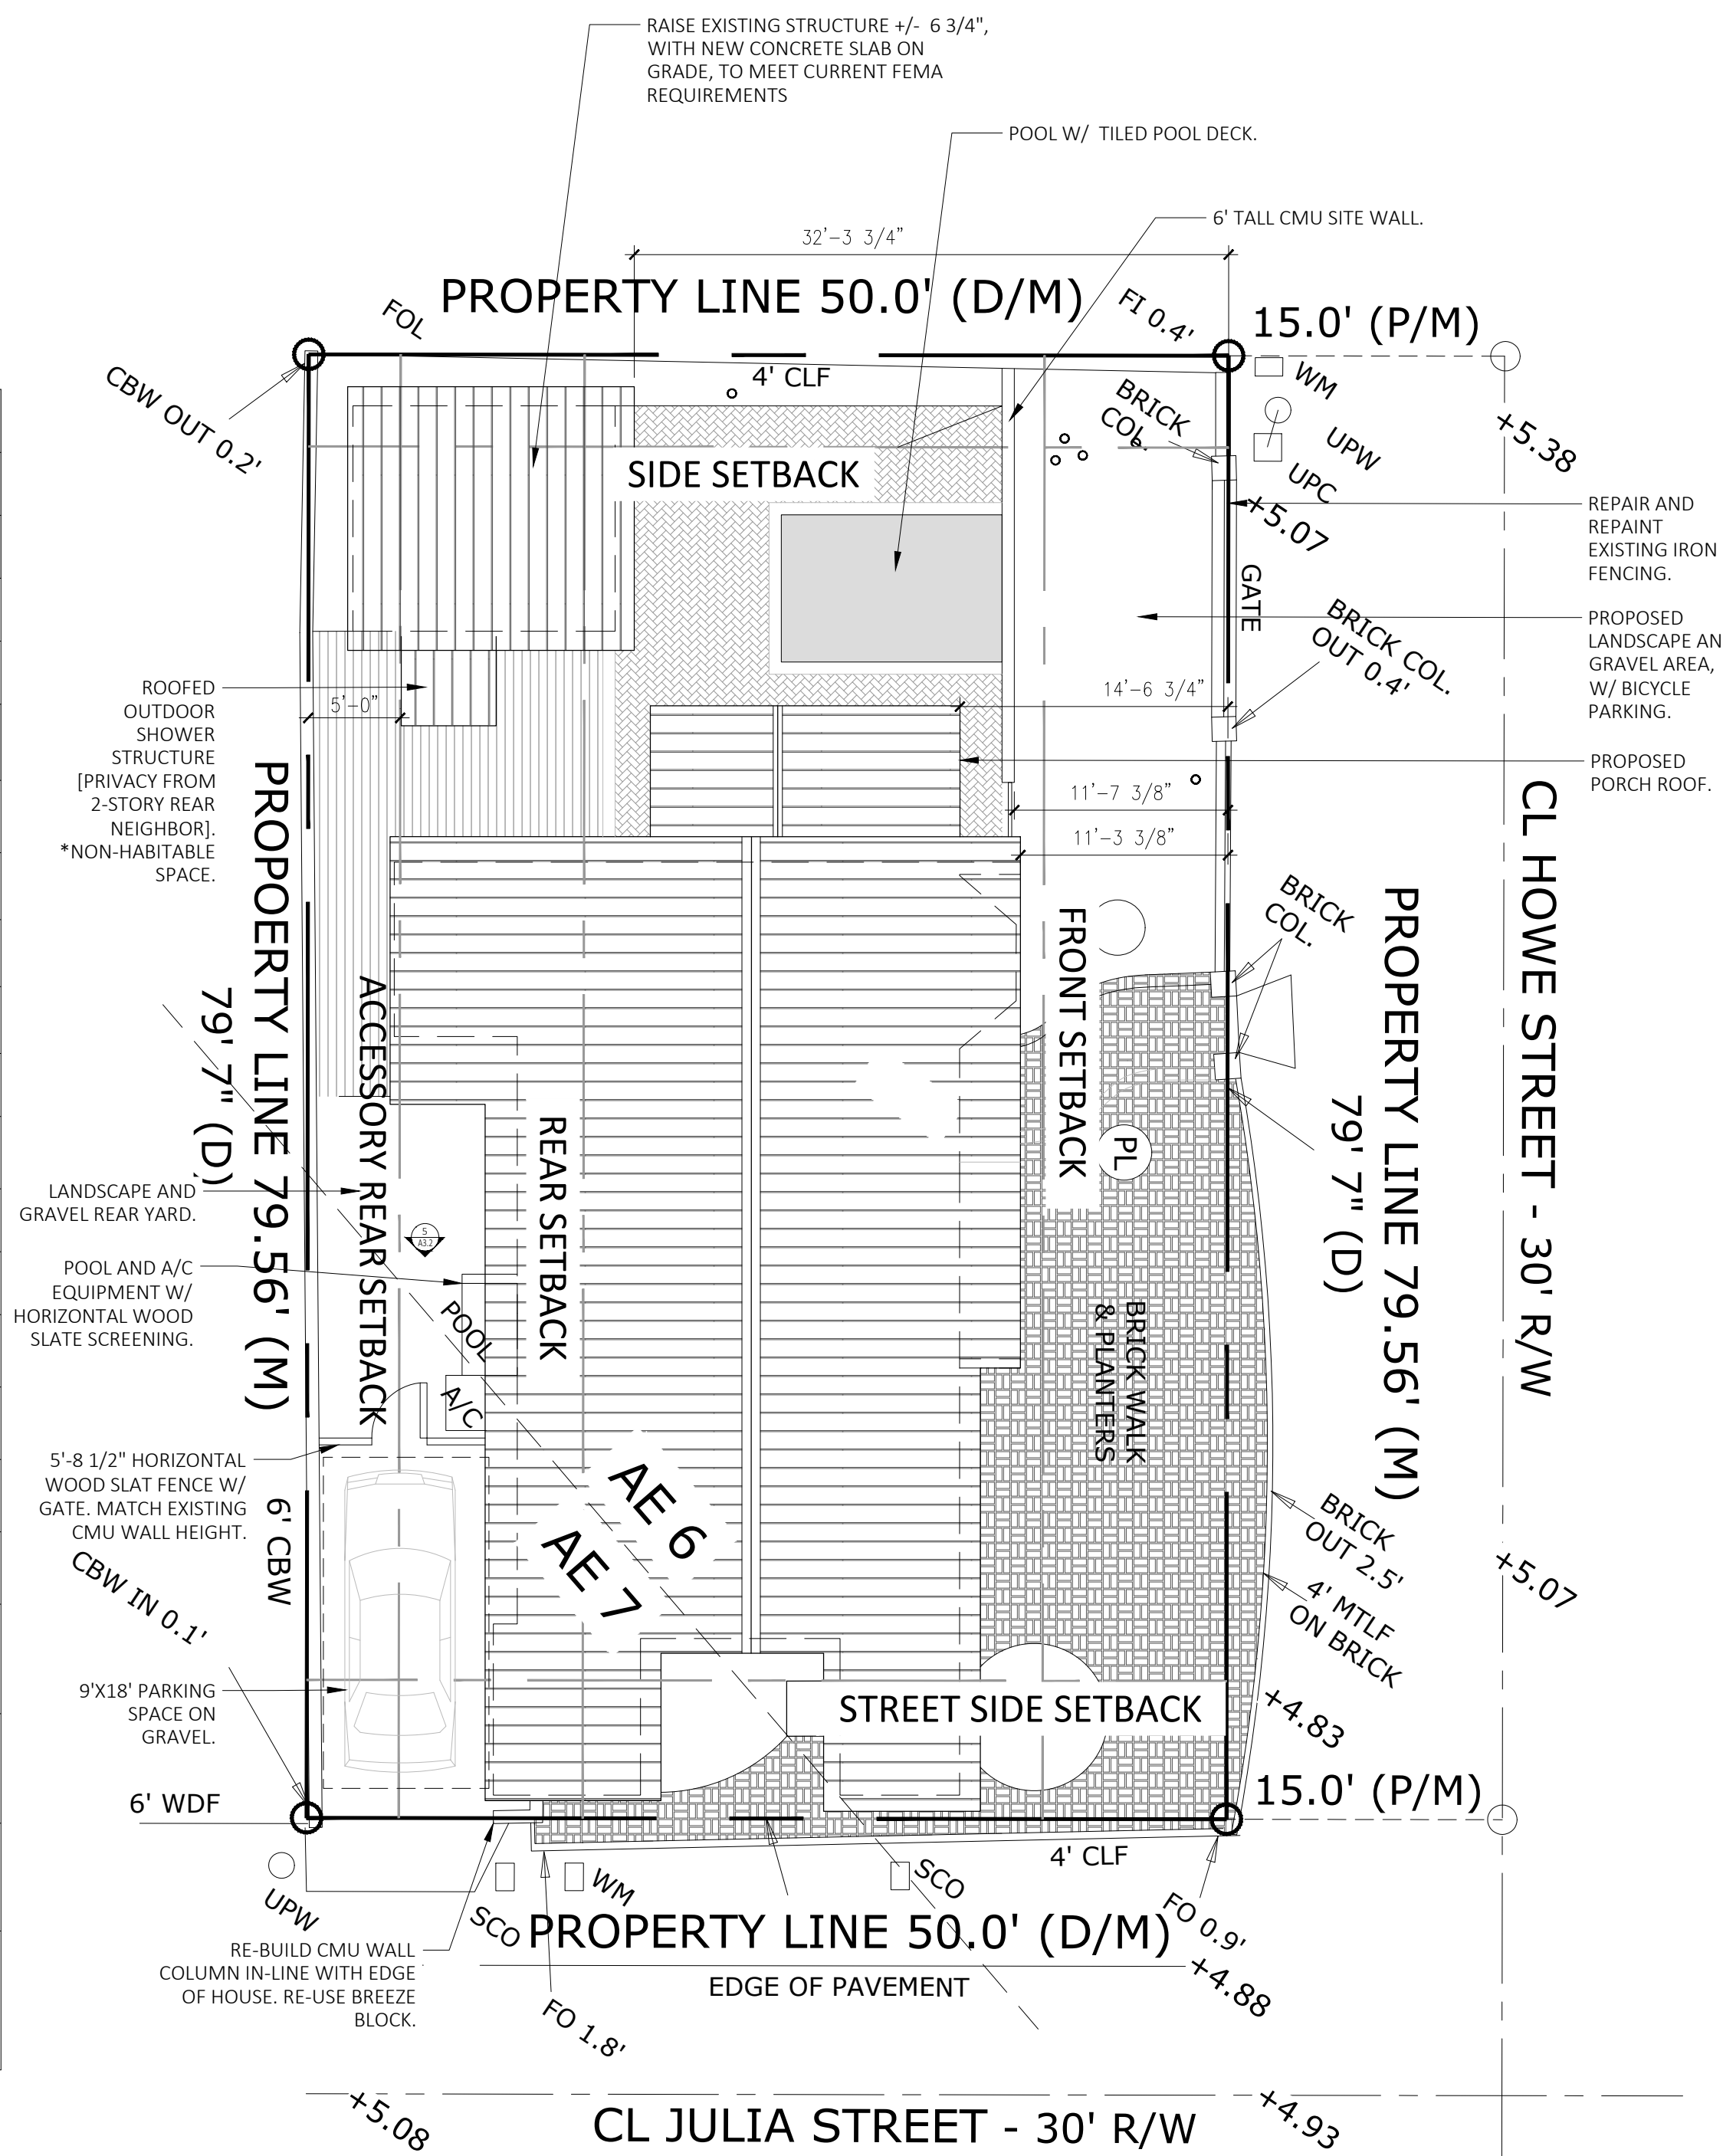 RAISE EXISTING STRUCTURE +/- 6 3/4",
WITH NEW CONCRETE SLAB ON
GRADE, TO MEET CURRENT FEMA
REQUIREMENTS
POOL W/ TILED POOL DECK.
6' TALL CMU SITE WALL.
32'-3 3/4"
PROPERTY LINE 50.0' (D/M)
FOL
FI 0.4'
15.0' (P/M)
CBW OUT 0.2'
4' CLF
WM
BRICK
COL.
UPW
UPC
+5.38
SIDE SETBACK
+5.07
REPAIR AND
REPAINT
EXISTING IRON
FENCING.
GATE
BRICK COL.
OUT 0.4'
PROPOSED
LANDSCAPE AN
GRAVEL AREA,
W/ BICYCLE
PARKING.
ROOFED
OUTDOOR
SHOWER
STRUCTURE
[PRIVACY FROM
2-STORY REAR
NEIGHBOR].
*NON-HABITABLE
SPACE.
5'-0"
14'-6 3/4"
PROPOSED
PORCH ROOF.
11'-7 3/8"
11'-3 3/8"
PROPOERTY LINE 79.56' (M)
79' 7" (D)
BRICK
COL.
FRONT SETBACK
PROPERTY LINE 79.56' (M)
79' 7" (D)
CL HOWE STREET - 30' R/W
ACCESSORY REAR SETBACK
REAR SETBACK
PL
LANDSCAPE AND
GRAVEL REAR YARD.
5
A3.2
POOL AND A/C
EQUIPMENT W/
HORIZONTAL WOOD
SLATE SCREENING.
POOL
A/C
BRICK WALK
& PLANTERS
5'-8 1/2" HORIZONTAL
WOOD SLAT FENCE W/
GATE. MATCH EXISTING
CMU WALL HEIGHT.
6' CBW
AE 6
AE 7
BRICK
OUT 2.5'
4' MTLF
ON BRICK
+5.07
CBW IN 0.1'
9'X18' PARKING
SPACE ON
GRAVEL.
STREET SIDE SETBACK
+4.83
6' WDF
15.0' (P/M)
4' CLF
UPW
SCO
WM
SCO
FO 0.9'
PROPERTY LINE 50.0' (D/M)
RE-BUILD CMU WALL
COLUMN IN-LINE WITH EDGE
OF HOUSE. RE-USE BREEZE
BLOCK.
EDGE OF PAVEMENT
+4.88
FO 1.8'
+5.08
CL JULIA STREET - 30' R/W
+4.93